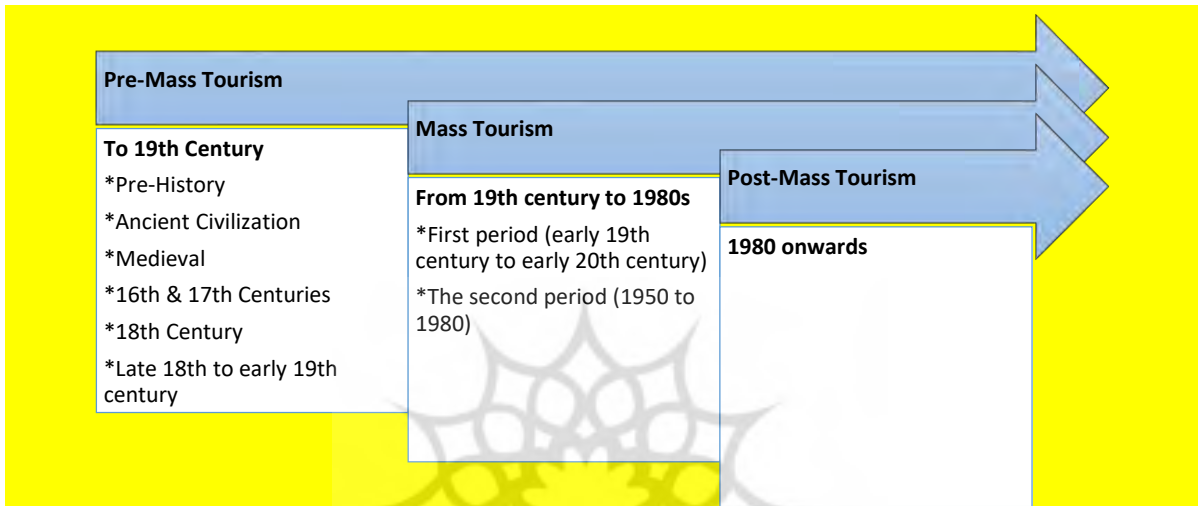 Pre-Mass Tourism
To 19th Century
*Pre-History
*Ancient Civilization
*Medieval
*16th & 17th Centuries
*18th Century
*Late 18th to early 19th
century
Mass Tourism
From 19th century to 1980s
*First period (early 19th
century to early 20th century)
*The second period (1950 to
1980)
Post-Mass Tourism
1980 onwards